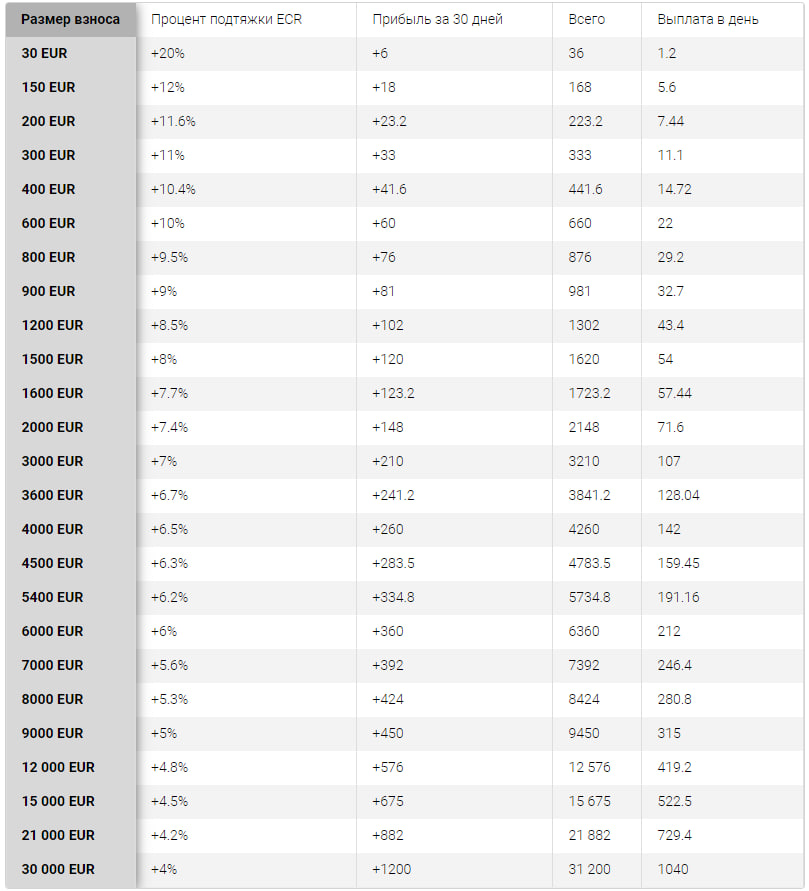 Размер взноса Процент подтяжки ECR Прибыль за 30 дней Всего Выплата в день
30 EUR +20% +6 36 1.2
150 EUR +12% +18 168 5.6
200 EUR +11.6% +23.2 223.2 7.44
300 EUR +11% +33 333 11.1
400 EUR +10.4% +41.6 441.6 14.72
600 EUR +10% +60 660 22
800 EUR +9.5% +76 876 29.2
900 EUR +9% +81 981 32.7
1200 EUR +8.5% +102 1302 43.4
1500 EUR +8% +120 1620 54
1600 EUR +7.7% +123.2 1723.2 57.44
2000 EUR +7.4% +148 2148 71.6
3000 EUR +7% +210 3210 107
3600 EUR +6.7% +241.2 3841.2 128.04
4000 EUR +6.5% +260 4260 142
4500 EUR +6.3% +283.5 4783.5 159.45
5400 EUR +6.2% +334.8 5734.8 191.16
6000 EUR +6% +360 6360 212
7000 EUR +5.6% +392 7392 246.4
8000 EUR +5.3% +424 8424 280.8
9000 EUR +5% +450 9450 315
12 000 EUR +4.8% +576 12 576 419.2
15 000 EUR +4.5% +675 15 675 522.5
21 000 EUR +4.2% +882 21 882 729.4
30 000 EUR +4% +1200 31 200 1040